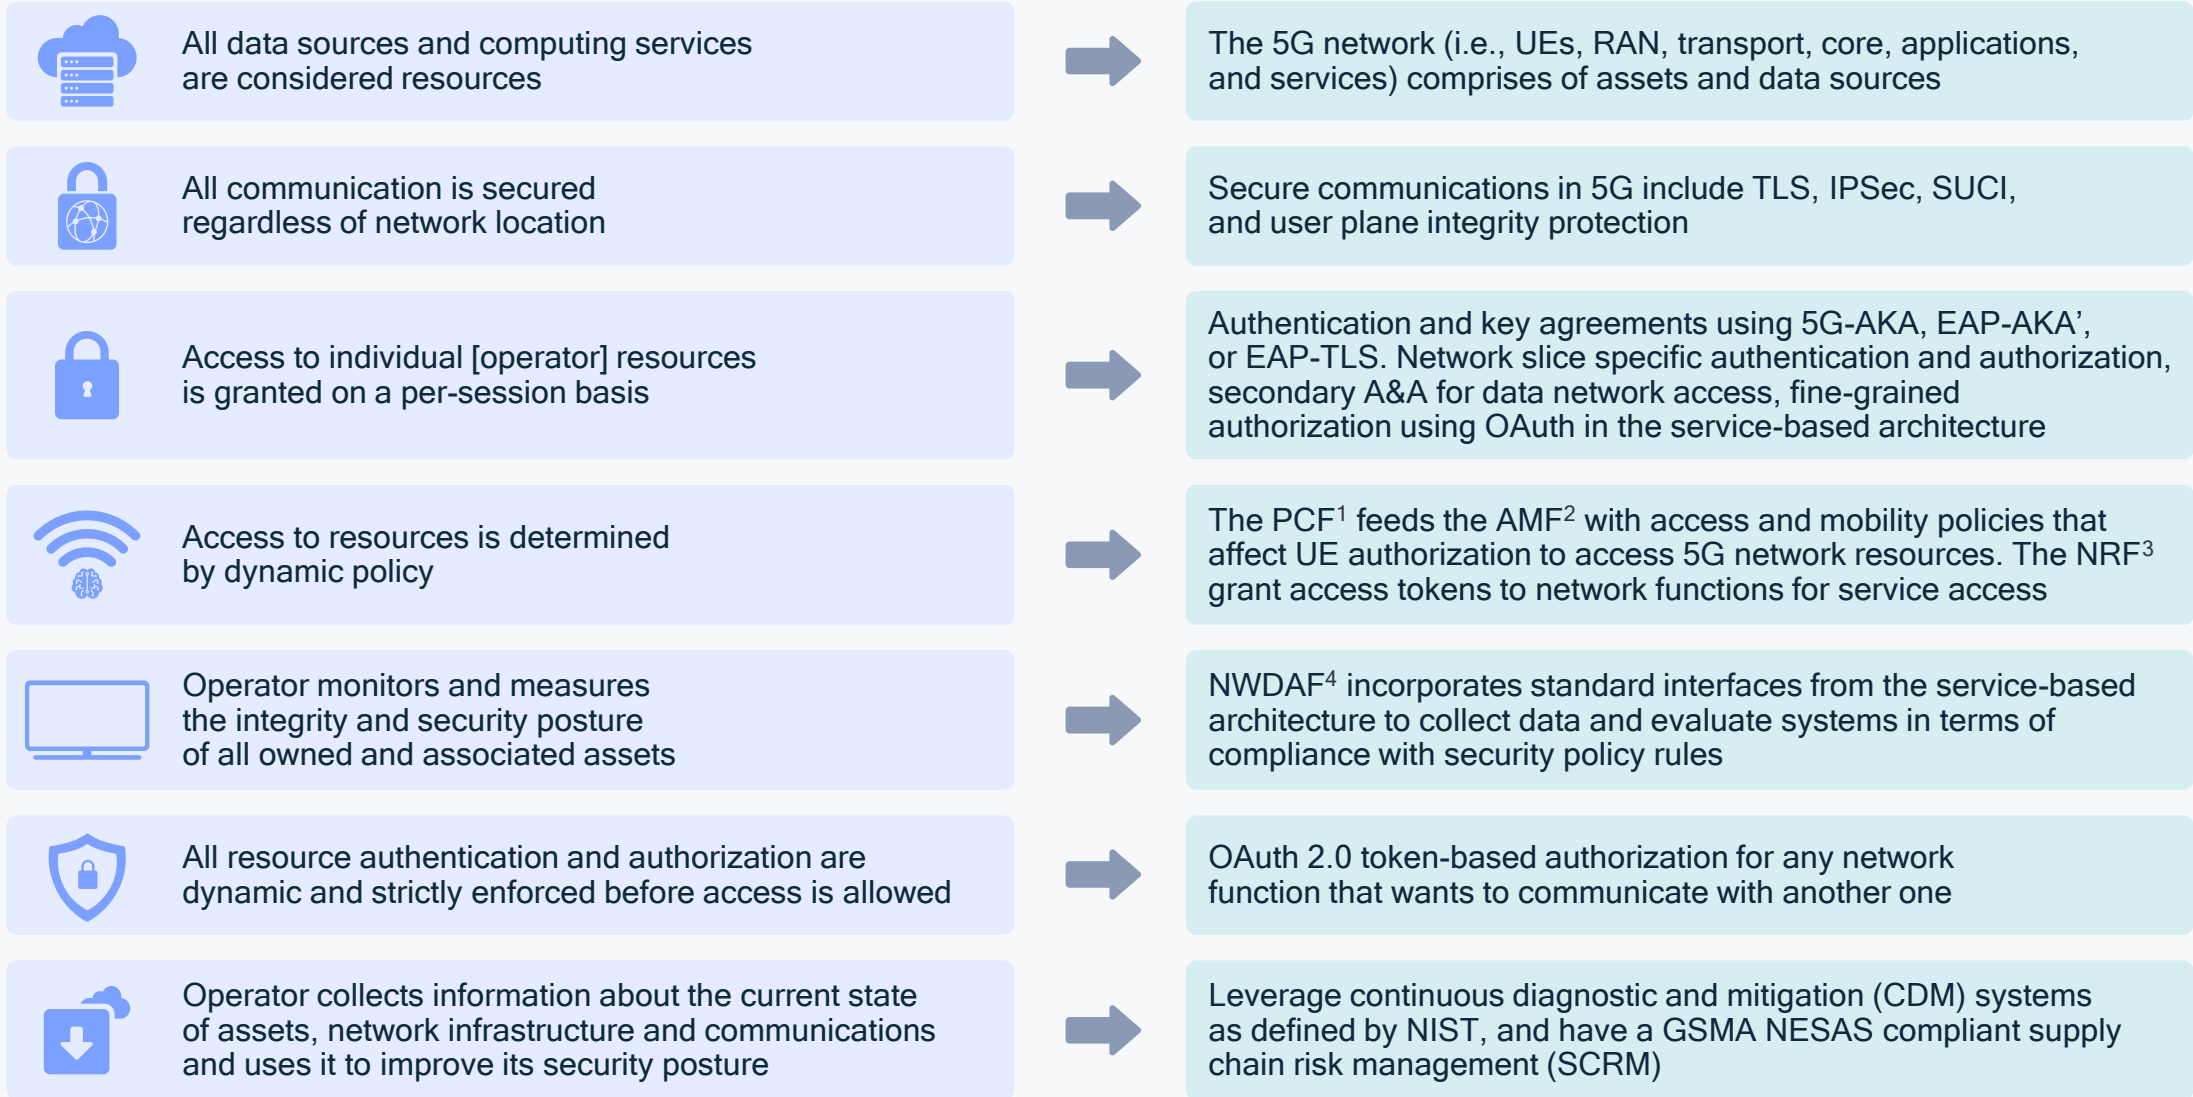 All data sources and computing services
are considered resources
The 5G network (i.e., UEs, RAN, transport, core, applications,
and services) comprises of assets and data sources
All communication is secured
regardless of network location
Secure communications in 5G include TLS, IPSec, SUCI,
and user plane integrity protection
Access to individual [operator] resources
is granted on a per-session basis
Authentication and key agreements using 5G-AKA, EAP-AKA’,
or EAP-TLS. Network slice specific authentication and authorization,
secondary A&A for data network access, fine-grained
authorization using OAuth in the service-based architecture
Access to resources is determined
by dynamic policy
The PCF¹ feeds the AMF² with access and mobility policies that
affect UE authorization to access 5G network resources. The NRF³
grant access tokens to network functions for service access
Operator monitors and measures
the integrity and security posture
of all owned and associated assets
NWDAF⁴ incorporates standard interfaces from the service-based
architecture to collect data and evaluate systems in terms of
compliance with security policy rules
All resource authentication and authorization are
dynamic and strictly enforced before access is allowed
OAuth 2.0 token-based authorization for any network
function that wants to communicate with another one
Operator collects information about the current state
of assets, network infrastructure and communications
and uses it to improve its security posture
Leverage continuous diagnostic and mitigation (CDM) systems
as defined by NIST, and have a GSMA NESAS compliant supply
chain risk management (SCRM)